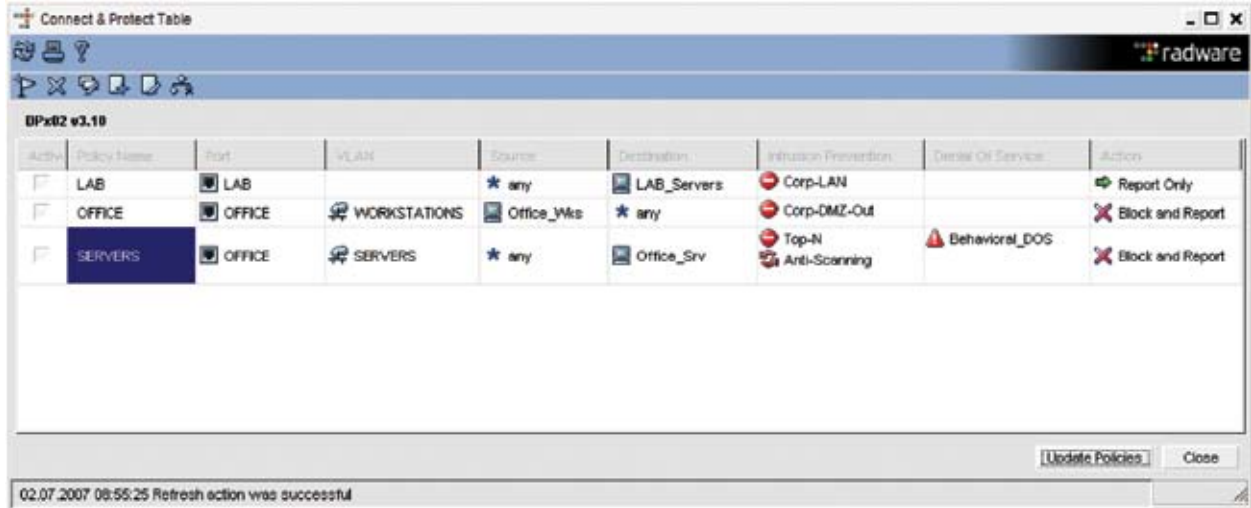 Connect & Protect Table
radware
DPx02 v3.10
Activ Policy Name Port VLAN Source Destination Intrusion Prevention Denial Of Service Action
LAB LAB any LAB_Servers Corp-LAN Report Only
OFFICE OFFICE WORKSTATIONS Office_Wks any Corp-DMZ-Out Block and Report
SERVERS OFFICE SERVERS any Office_Srv Top-N Behavioral_DOS Block and Report
Anti-Scanning
Update Policies Close
02.07.2007 08:55:25 Refresh action was successful